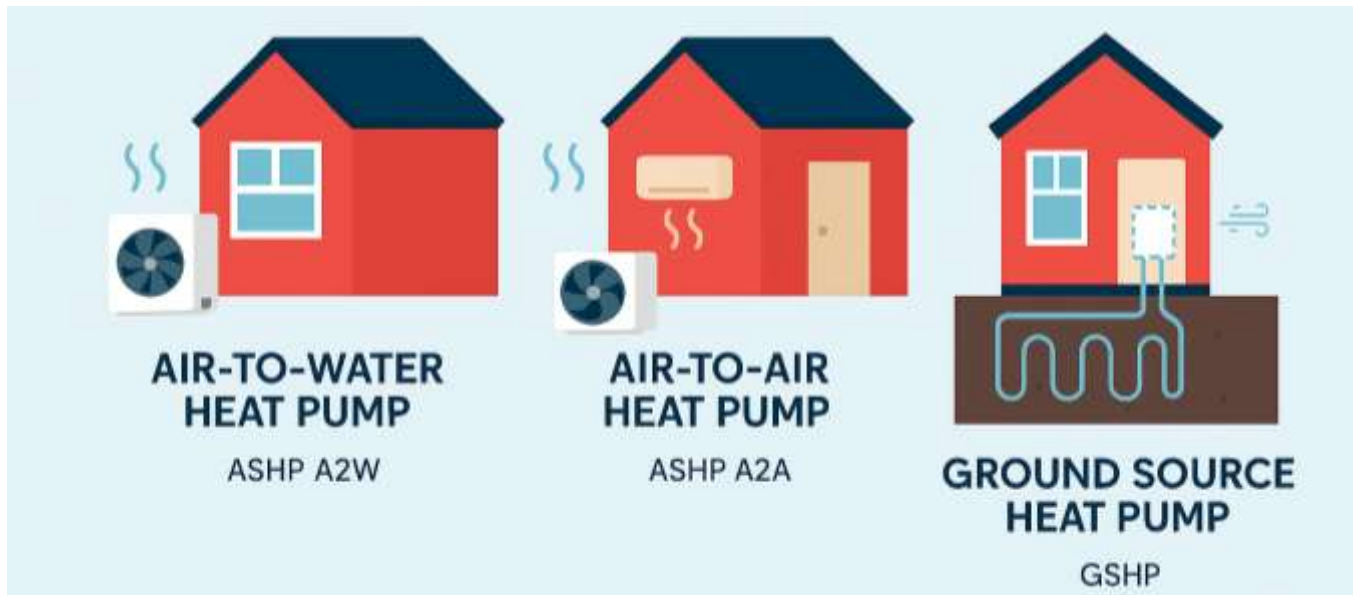 AIR-TO-WATER
HEAT PUMP
ASHP A2W
AIR-TO-AIR
HEAT PUMP
ASHP A2A
GROUND SOURCE
HEAT PUMP
GSHP